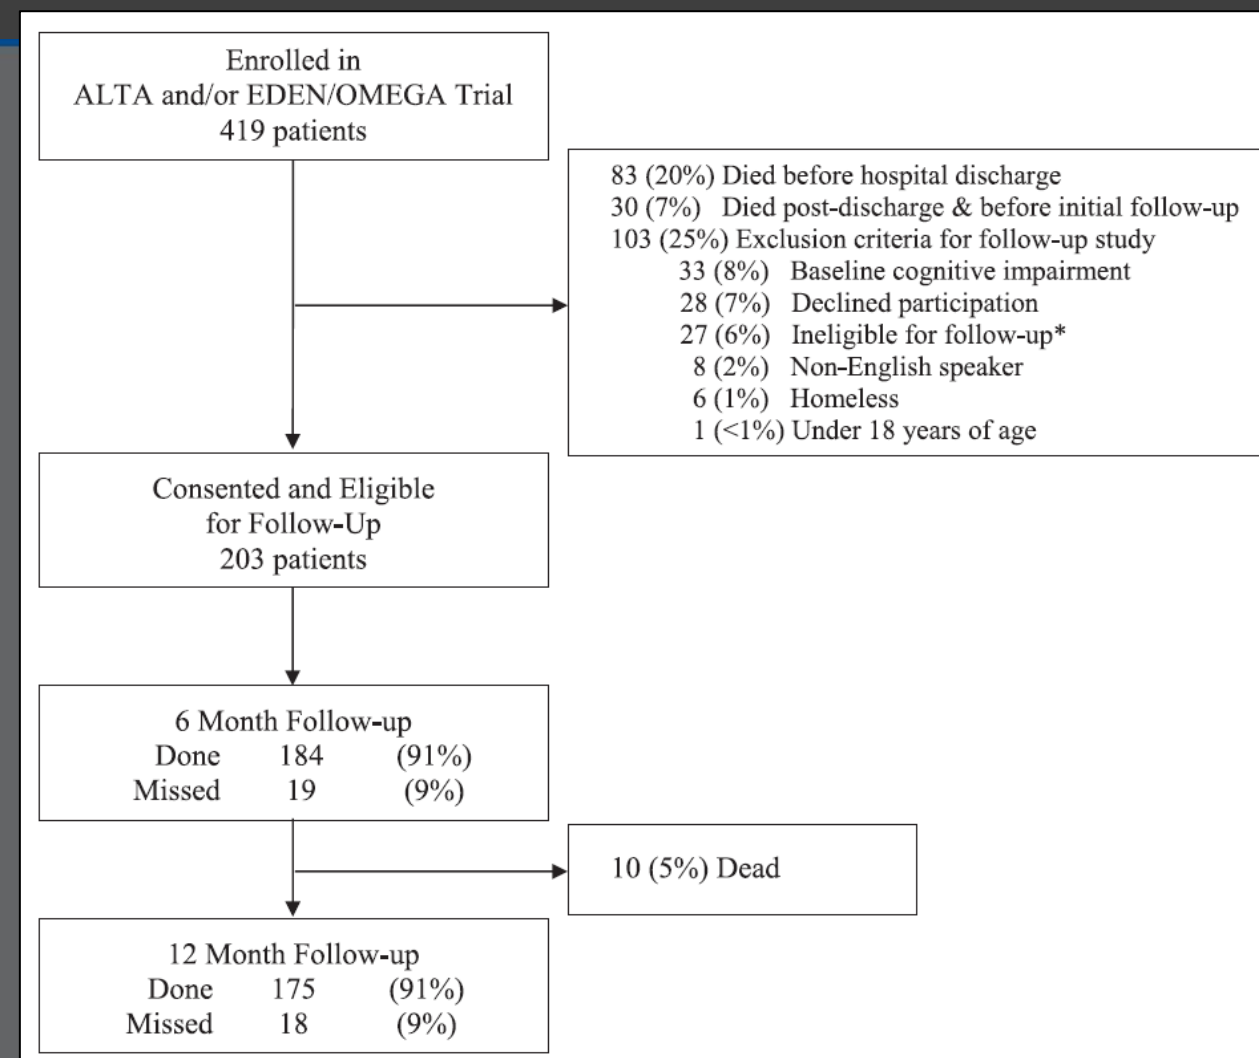 Enrolled in
ALTA and/or EDEN/OMEGA Trial
419 patients
83 (20%) Died before hospital discharge
30 (7%) Died post-discharge & before initial follow-up
103 (25%) Exclusion criteria for follow-up study
33 (8%) Baseline cognitive impairment
28 (7%) Declined participation
27 (6%) Ineligible for follow-up*
8 (2%) Non-English speaker
6 (1%) Homeless
1 (<1%) Under 18 years of age
Consented and Eligible
for Follow-Up
203 patients
6 Month Follow-up
Done 184 (91%)
Missed 19 (9%)
10 (5%) Dead
12 Month Follow-up
Done 175 (91%)
Missed 18 (9%)